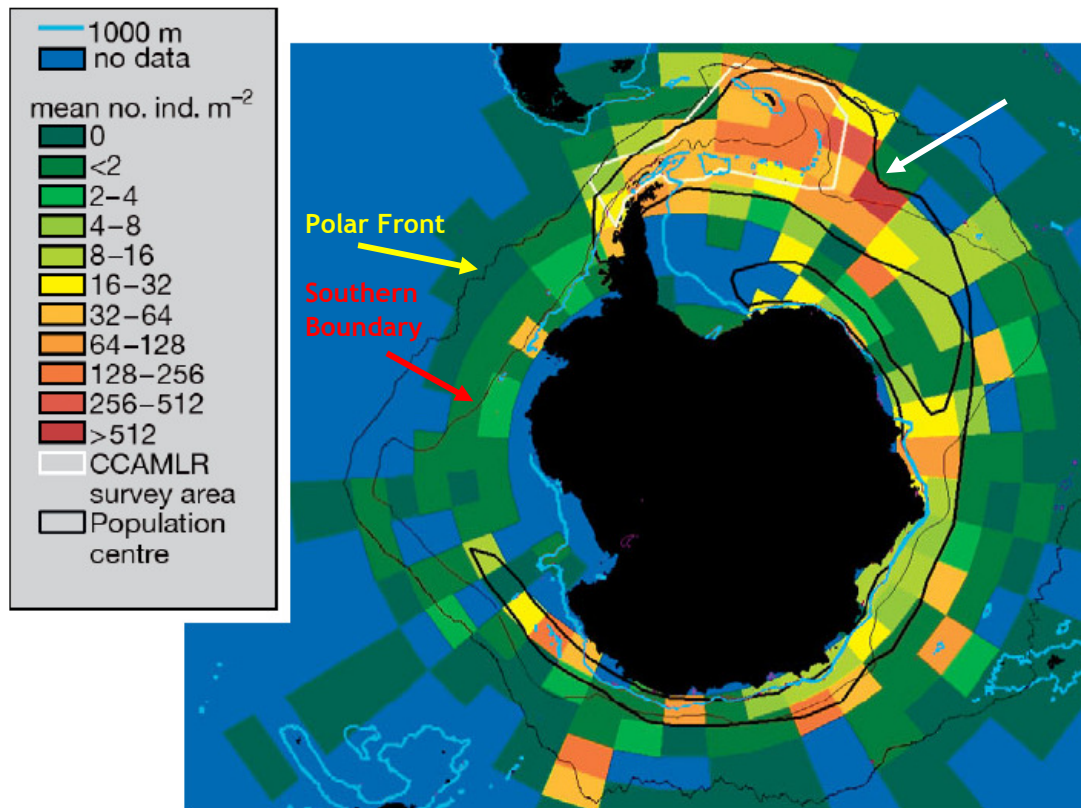 1000 m
no data
mean no. ind. m⁻²
0
<2
2–4
4–8
8–16
16–32
32–64
64–128
128–256
256–512
>512
CCAMLR
survey area
Population
centre
Polar Front
Southern
Boundary